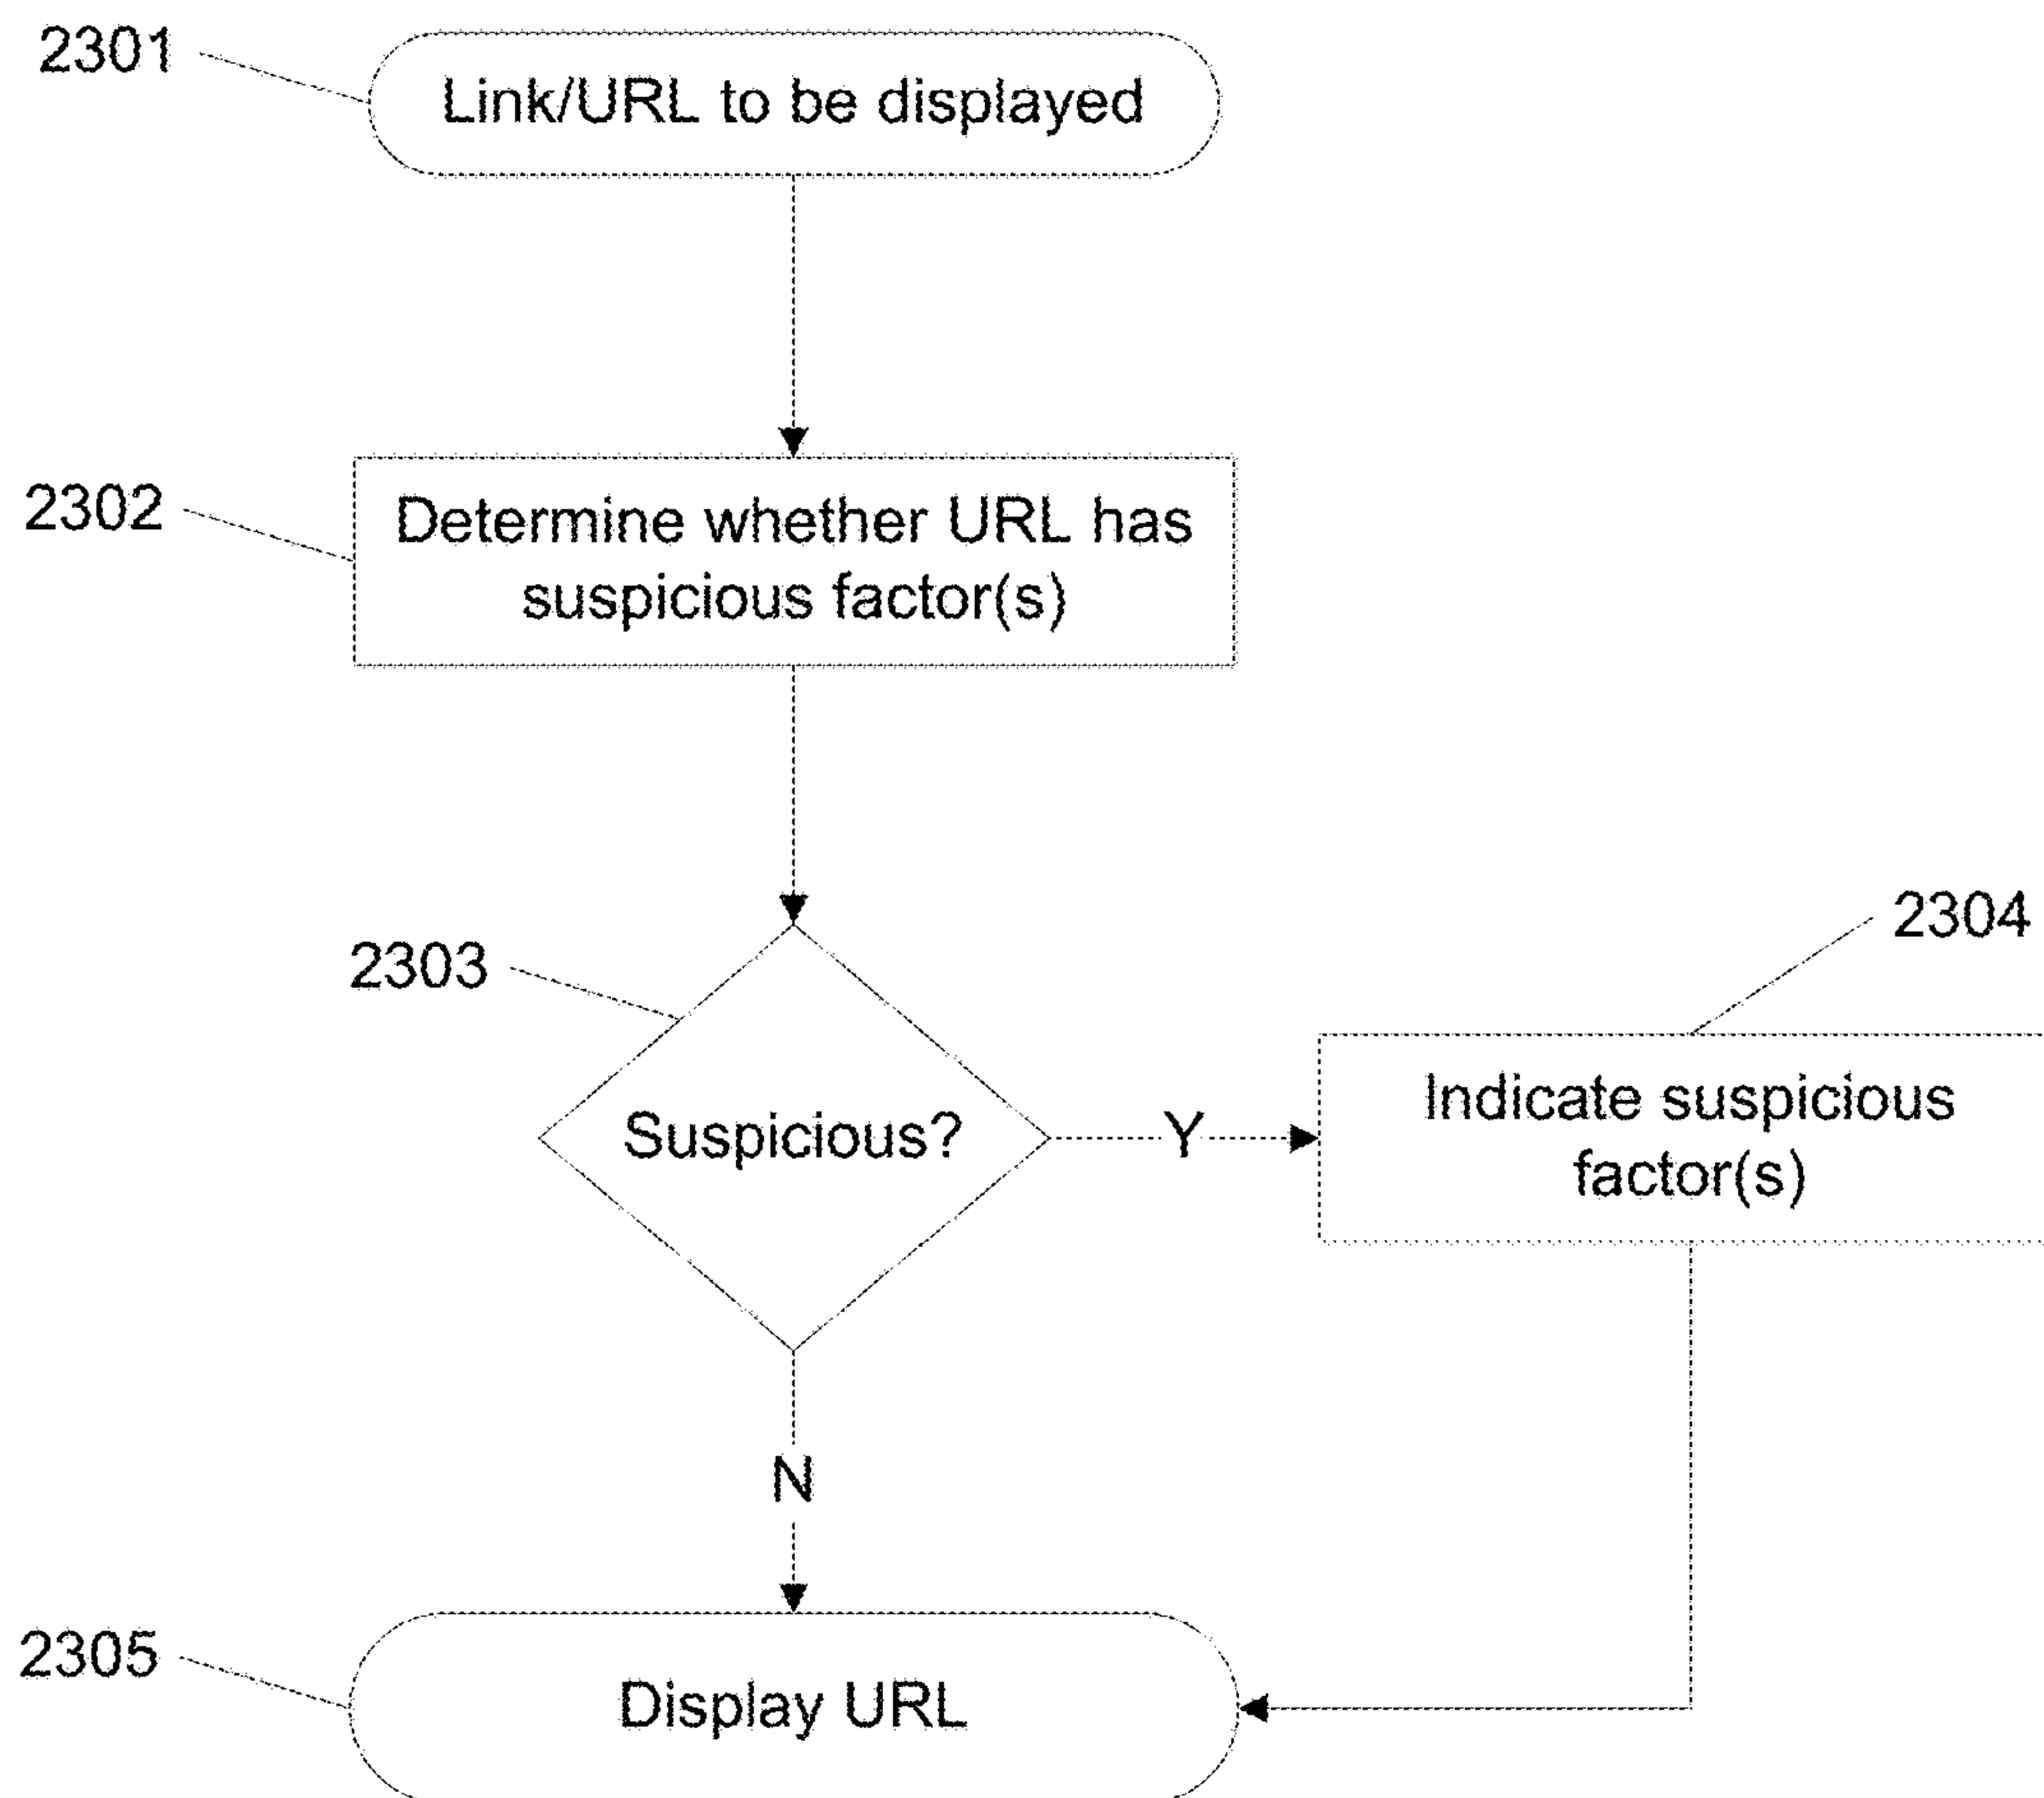 2301
Link/URL to be displayed
2302
Determine whether URL has
suspicious factor(s)
2303
2304
Suspicious?
Y
Indicate suspicious
factor(s)
N
2305
Display URL